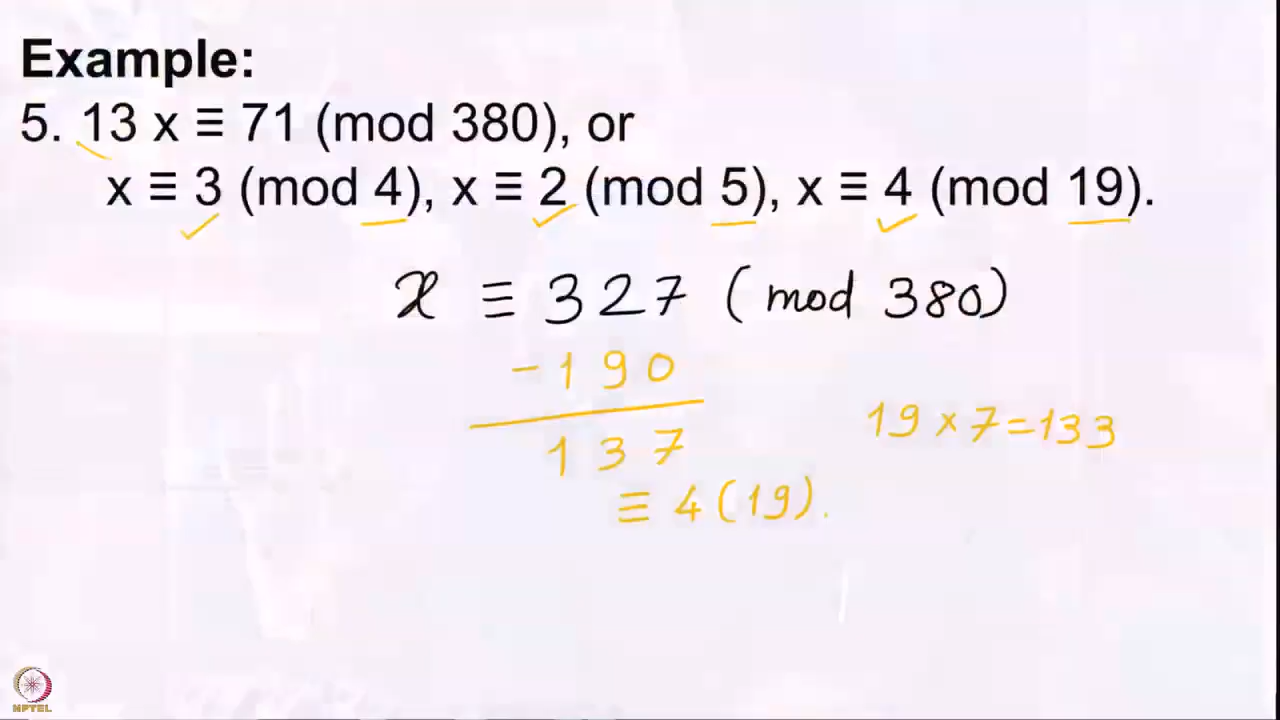 Example:
5. 13 x ≡ 71 (mod 380), or
x ≡ 3 (mod 4), x ≡ 2 (mod 5), x ≡ 4 (mod 19).
x ≡ 327 (mod 380)
-190
137
19 × 7 = 133
≡ 4 (19).
NPTEL